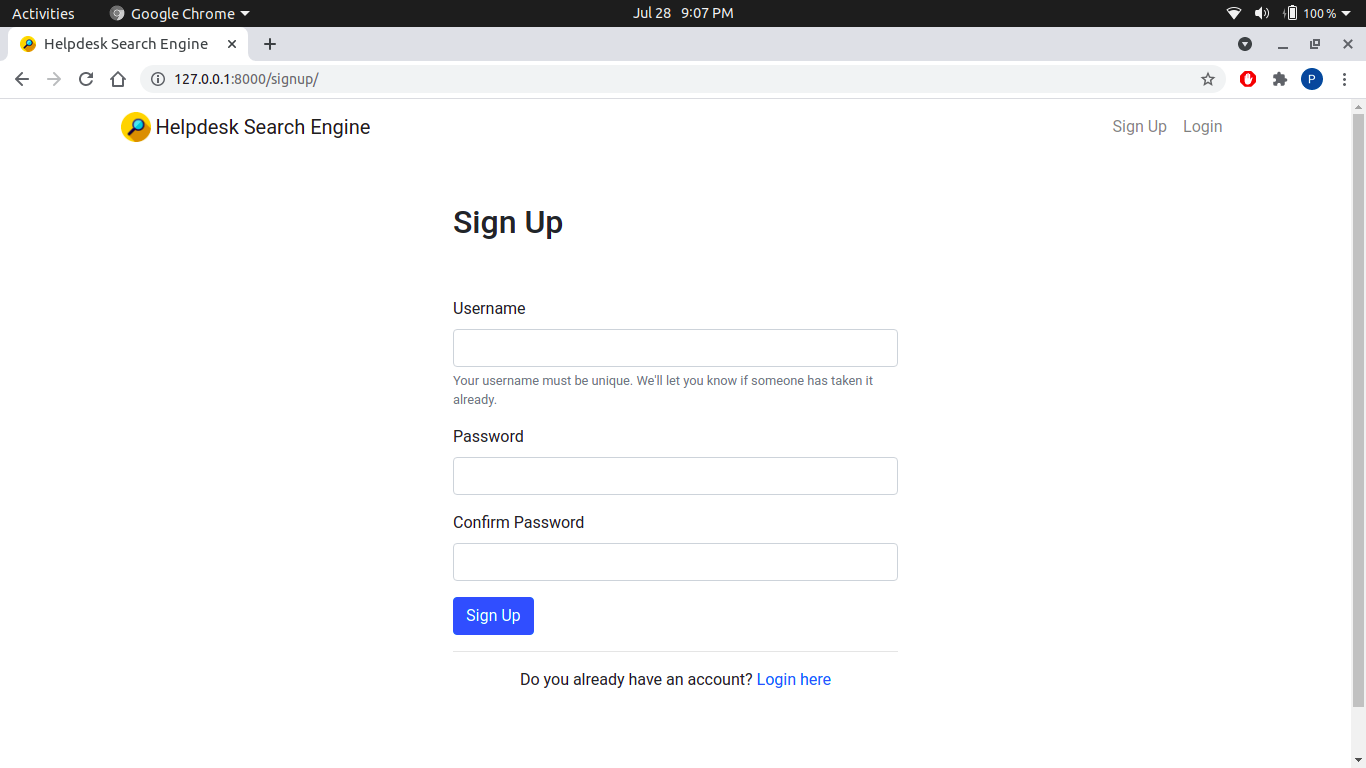 Activities Google Chrome Jul 28 9:07 PM 100 %
Helpdesk Search Engine
127.0.0.1:8000/signup/ P
Helpdesk Search Engine Sign Up Login
Sign Up
Username
Your username must be unique. We'll let you know if someone has taken it
already.
Password
Confirm Password
Sign Up
Do you already have an account? Login here